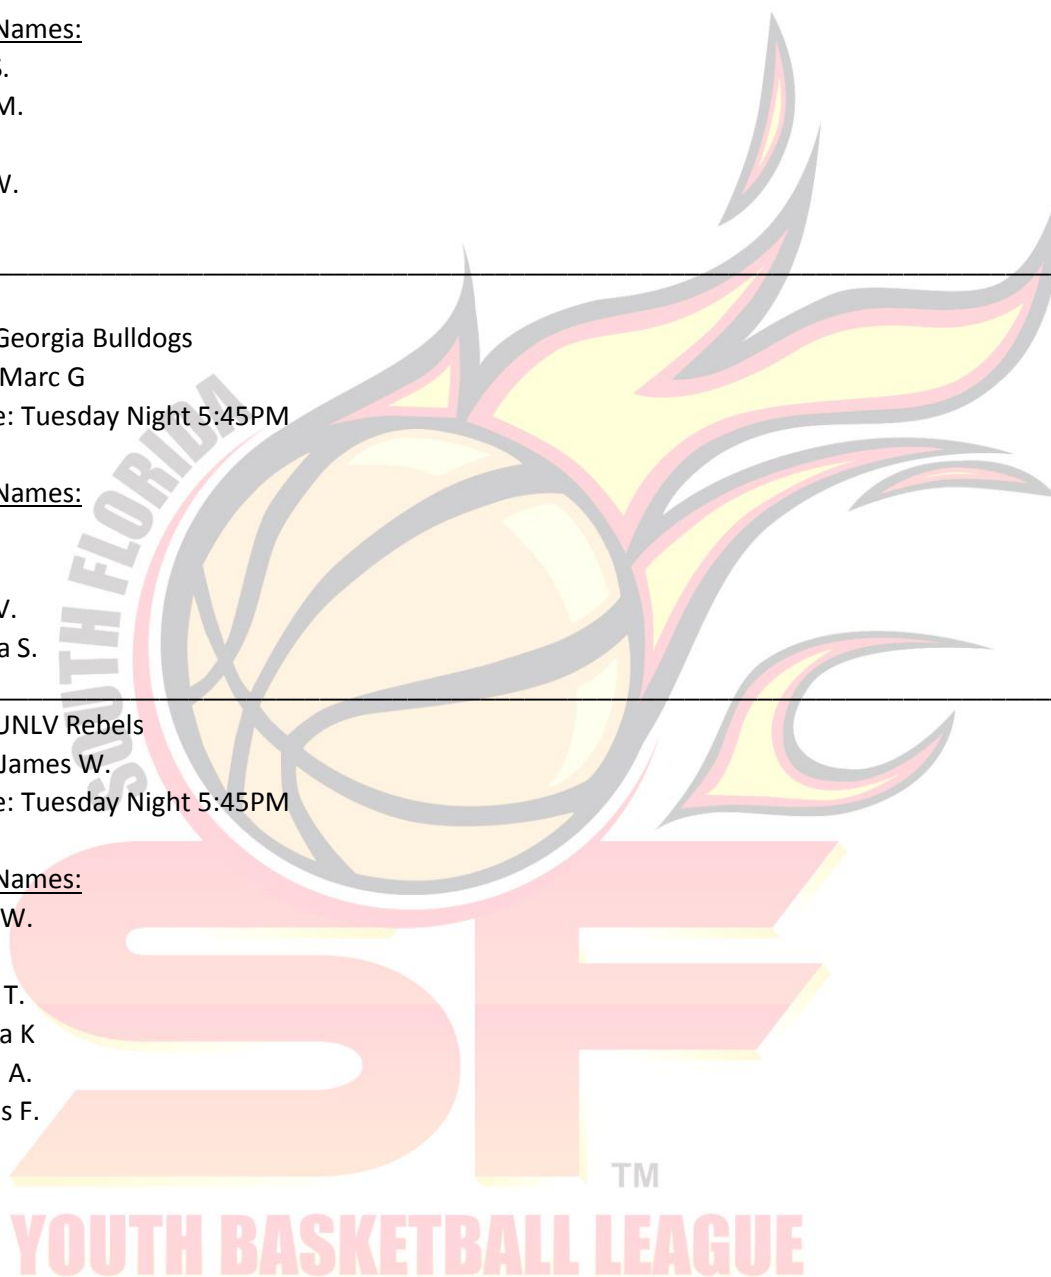 Names:
S.
M.
W.
Georgia Bulldogs
Marc G
e: Tuesday Night 5:45PM
Names:
V.
a S.
UNLV Rebels
James W.
e: Tuesday Night 5:45PM
Names:
W.
T.
a K
A.
s F.
SOUTH FLORIDA
SF
TM
YOUTH BASKETBALL LEAGUE